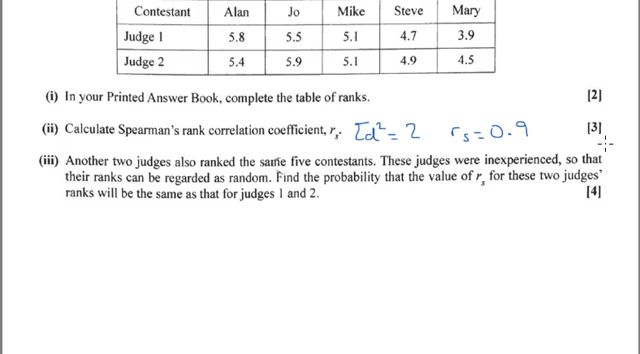 Contestant Alan Jo Mike Steve Mary
Judge 1 5.8 5.5 5.1 4.7 3.9
Judge 2 5.4 5.9 5.1 4.9 4.5
(i) In your Printed Answer Book, complete the table of ranks. [2]
(ii) Calculate Spearman's rank correlation coefficient, rₛ. Σd² = 2 rₛ = 0.9 [3]
(iii) Another two judges also ranked the same five contestants. These judges were inexperienced, so that
their ranks can be regarded as random. Find the probability that the value of rₛ for these two judges'
ranks will be the same as that for judges 1 and 2. [4]